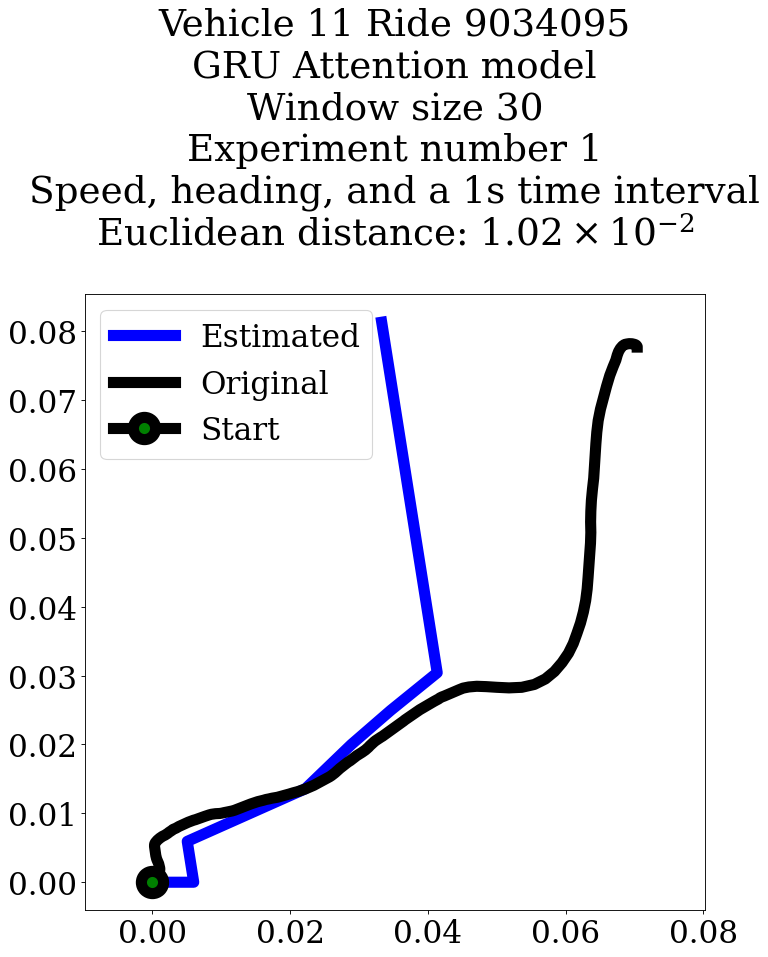 Vehicle 11 Ride 9034095
GRU Attention model
Window size 30
Experiment number 1
Speed, heading, and a 1s time interval
Euclidean distance: 1.02 × 10⁻²
Estimated
Original
Start
0.08
0.07
0.06
0.05
0.04
0.03
0.02
0.01
0.00
0.00 0.02 0.04 0.06 0.08